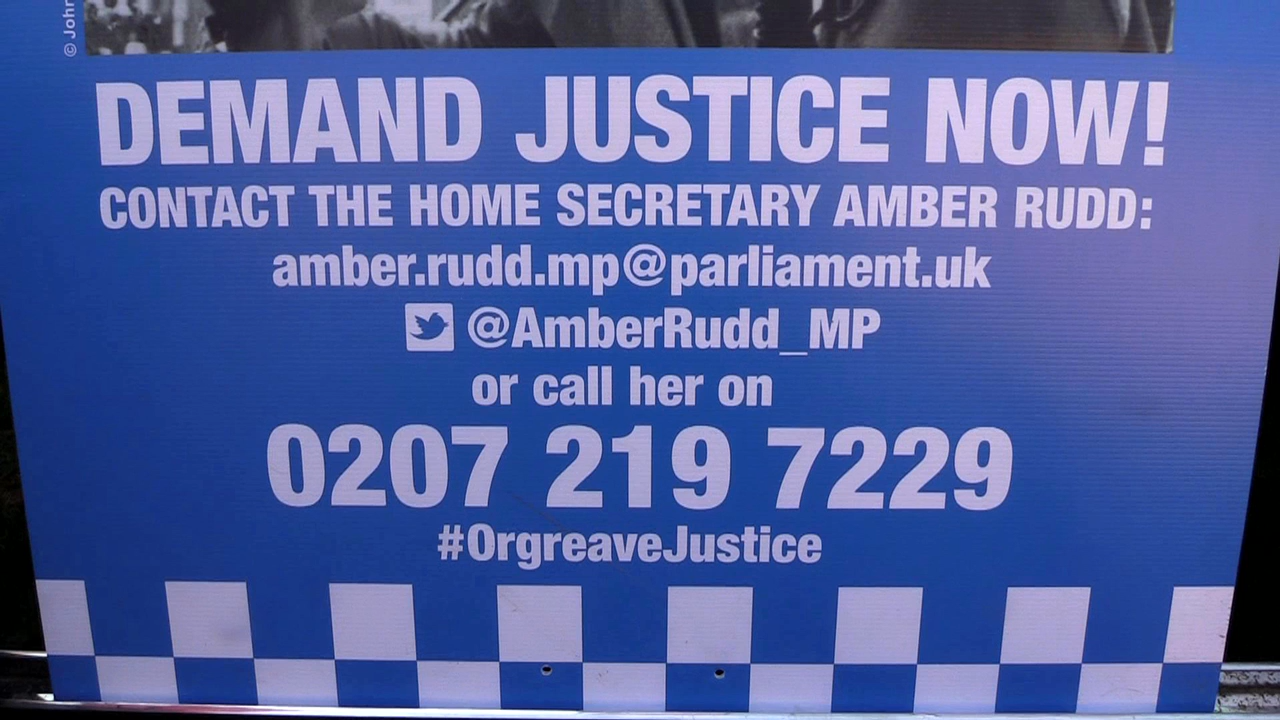 © John
DEMAND JUSTICE NOW!
CONTACT THE HOME SECRETARY AMBER RUDD:
amber.rudd.mp@parliament.uk
@AmberRudd_MP
or call her on
0207 219 7229
#OrgreaveJustice